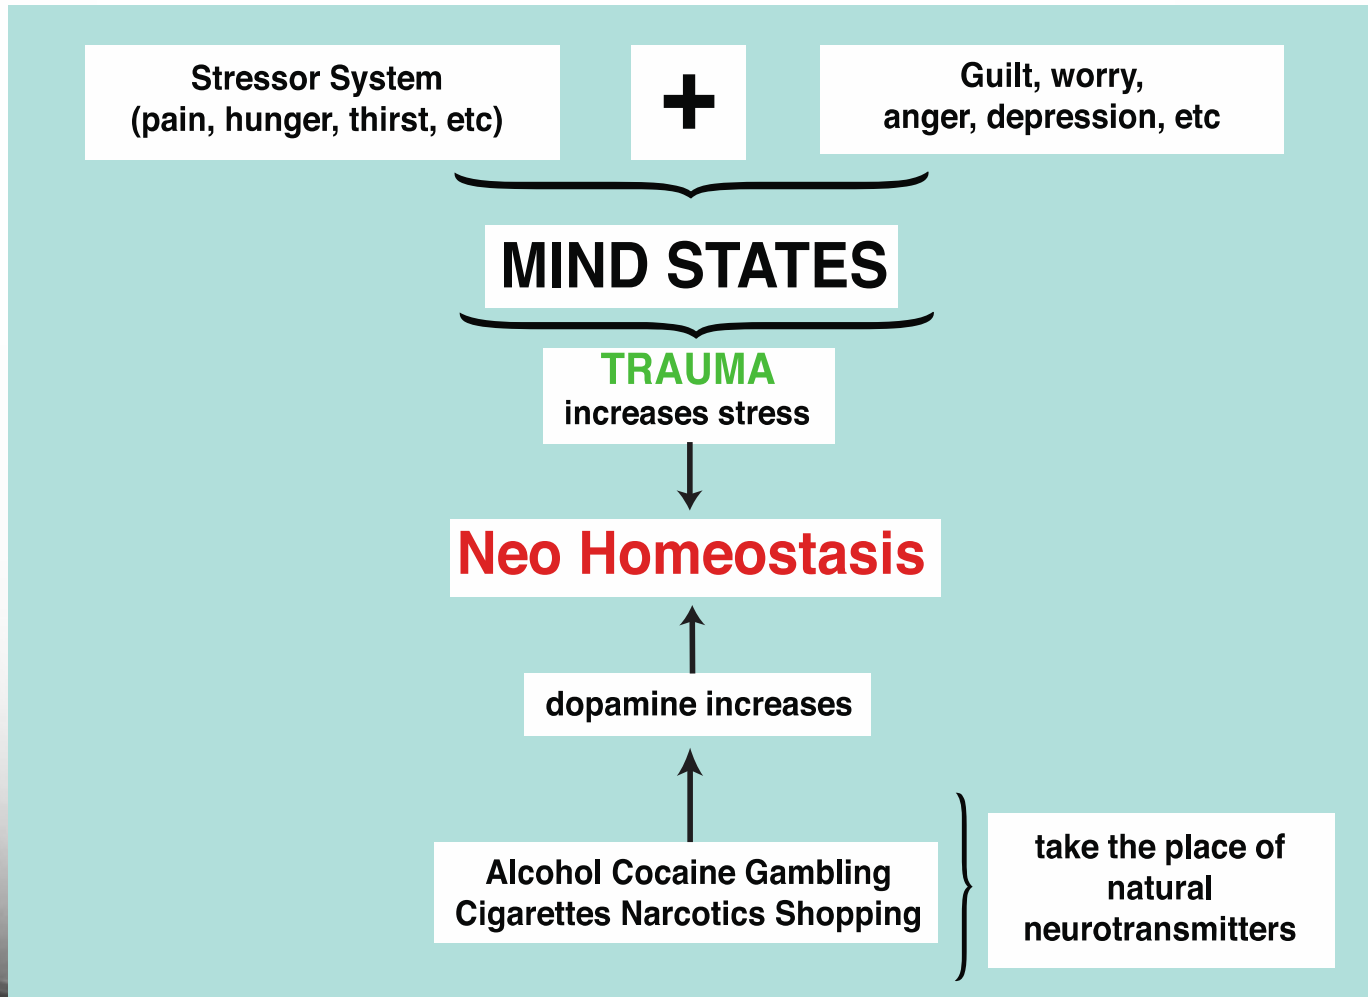 Stressor System
(pain, hunger, thirst, etc)
+
Guilt, worry,
anger, depression, etc
MIND STATES
TRAUMA
increases stress
Neo Homeostasis
dopamine increases
Alcohol Cocaine Gambling
Cigarettes Narcotics Shopping
take the place of
natural
neurotransmitters